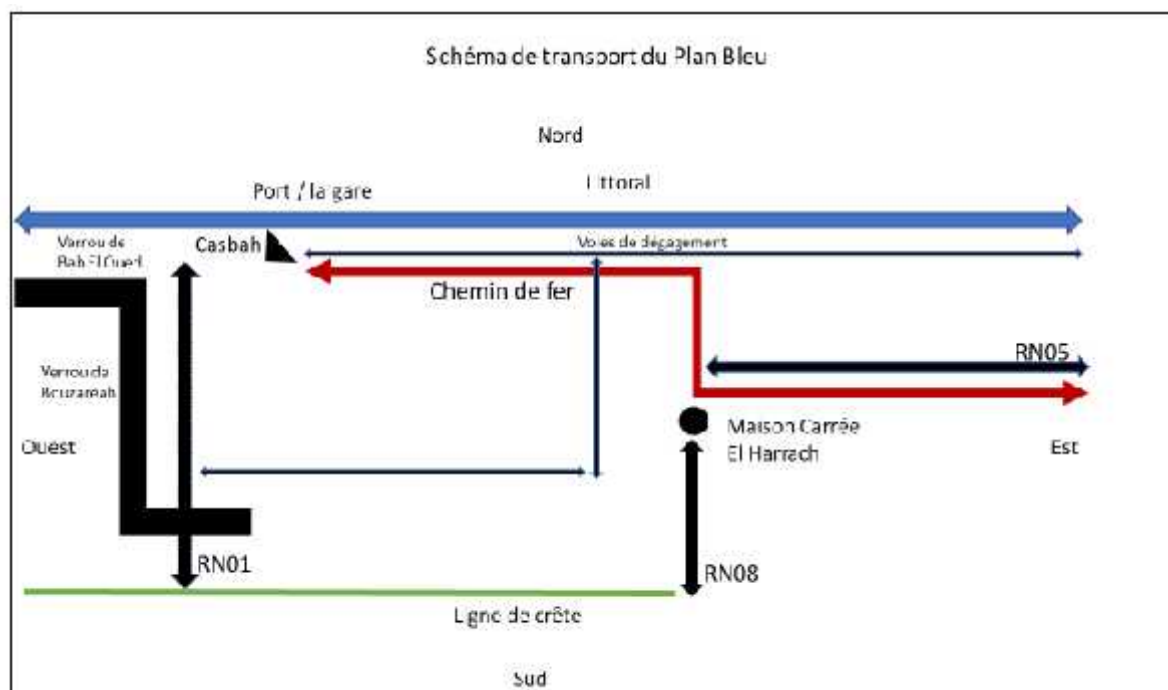 Schéma de transport du Plan Bleu
Nord
Littoral
Port / la gare
Verrou de
Bab El Oued
Casbah
Voies de dégagement
Chemin de fer
RN05
Verrou de
Bouzareah
Ouest
Maison Carrée
El Harrach
Est
RN01
RN08
Ligne de crête
Sud